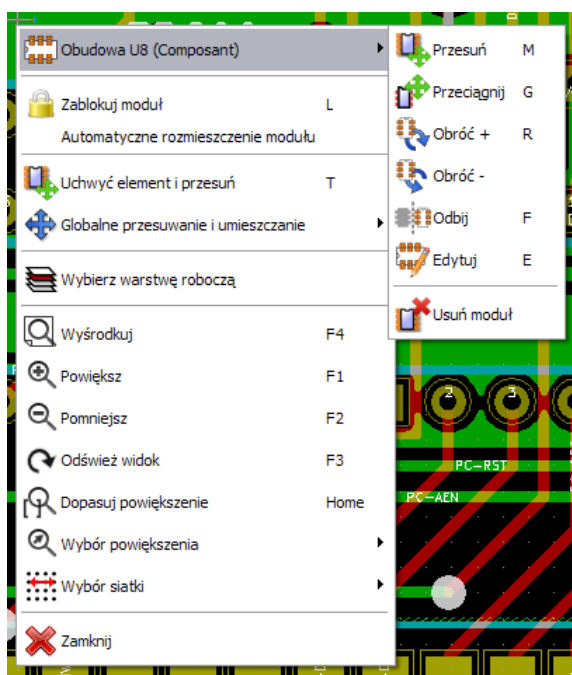 Obudowa U8 (Composant)
Zablokuj moduł L
Automatyczne rozmieszczenie modułu
Uchwyć element i przesuń T
Globalne przesuwanie i umieszczanie
Wybierz warstwę roboczą
Wyśrodkuj F4
Powiększ F1
Pomniejsz F2
Odśwież widok F3
Dopasuj powiększenie Home
Wybór powiększenia
Wybór siatki
Zamknij
Przesuń M
Przeciągnij G
Obróć + R
Obróć -
Odbij F
Edytuj E
Usuń moduł
2 3
PC-RST
PC-AEN